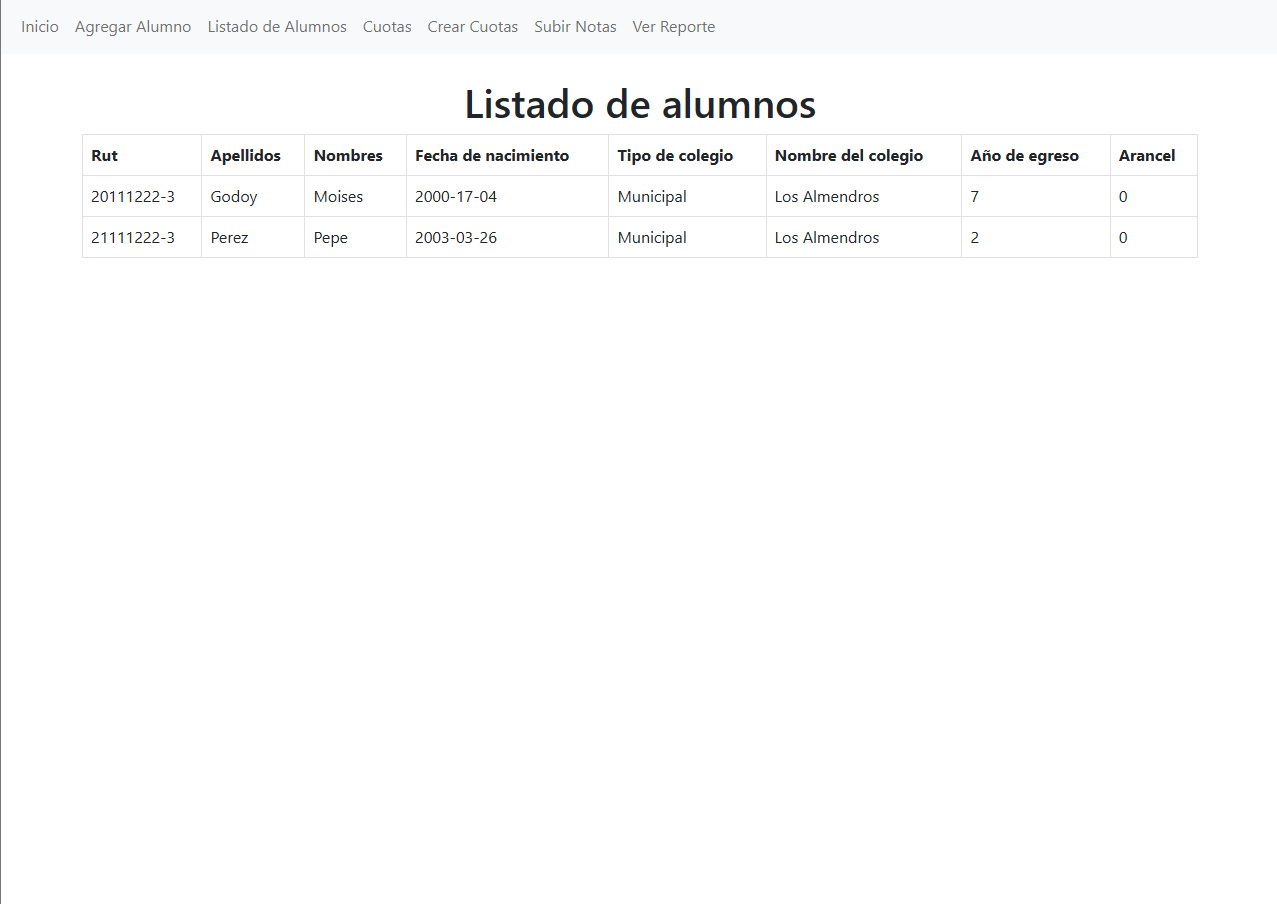 Inicio Agregar Alumno Listado de Alumnos Cuotas Crear Cuotas Subir Notas Ver Reporte
Listado de alumnos
Rut Apellidos Nombres Fecha de nacimiento Tipo de colegio Nombre del colegio Año de egreso Arancel
20111222-3 Godoy Moises 2000-17-04 Municipal Los Almendros 7 0
21111222-3 Perez Pepe 2003-03-26 Municipal Los Almendros 2 0